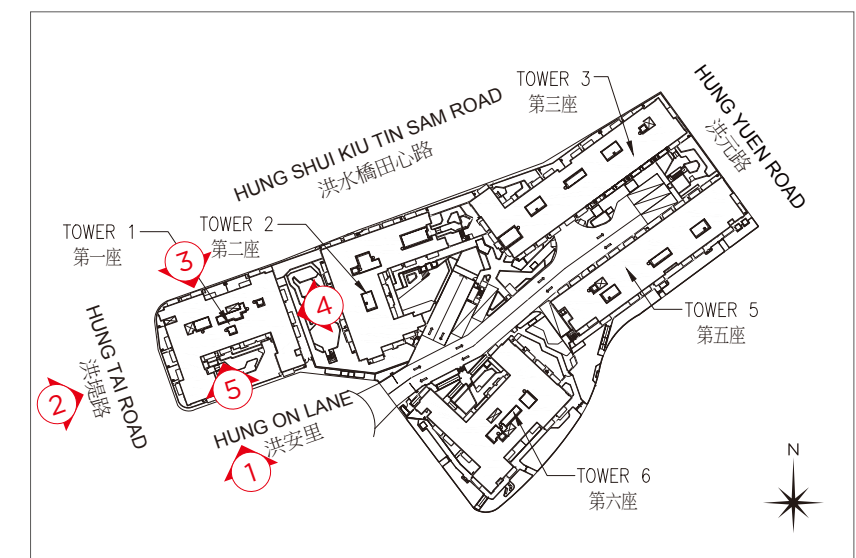 TOWER 3
第三座
HUNG YUEN ROAD
洪元路
HUNG SHUI KIU TIN SAM ROAD
洪水橋田心路
TOWER 1
第一座
TOWER 2
第二座
3
4
HUNG TAI ROAD
洪堤路
2
5
TOWER 5
第五座
HUNG ON LANE
洪安里
1
TOWER 6
第六座
N